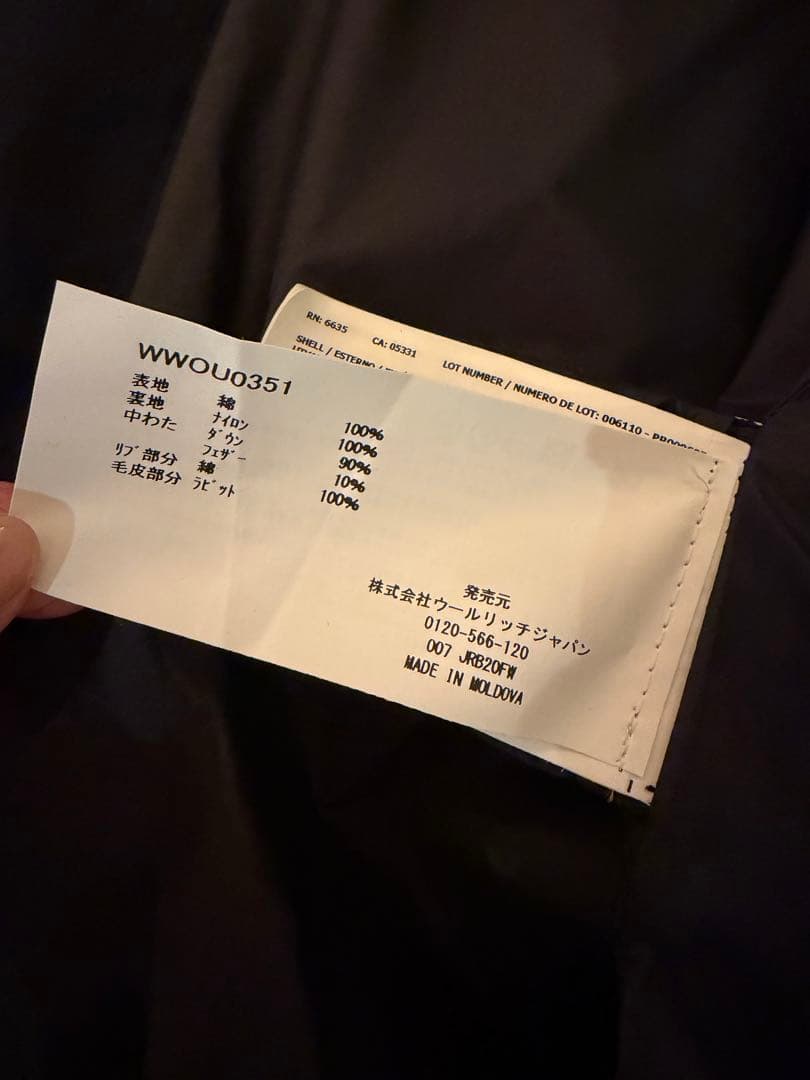 RN: 6635 CA: 05331
LOT NUMBER / NUMERO DE LOT: 006110 -
SHELL / ESTERNO /
WWOU0351
表地 綿 100%
裏地 ﾅｲﾛﾝ 100%
中わた ﾀﾞｳﾝ 90%
ﾌｪｻﾞｰ 10%
ﾘﾌﾞ部分 綿 100%
毛皮部分 ﾗﾋﾞｯﾄ
発売元
株式会社ウールリッチジャパン
0120-566-120
007 JRB20FW
MADE IN MOLDOVA